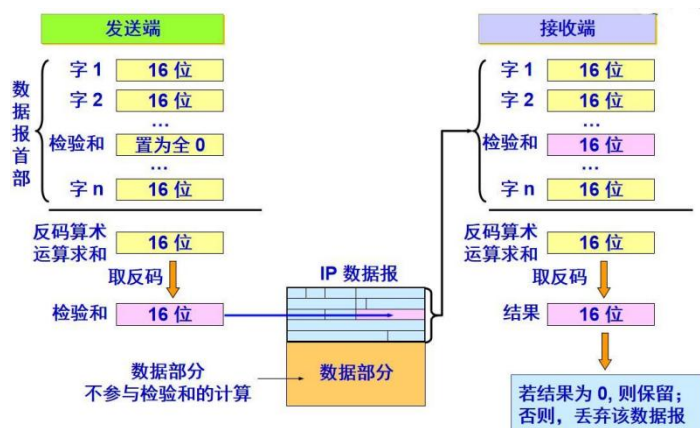 发送端
数据报首部
字 1 16 位
字 2 16 位
...
检验和 置为全 0
...
字 n 16 位
反码算术
运算求和
16 位
取反码
检验和 16 位
数据部分
不参与检验和的计算
IP 数据报
数据部分
接收端
字 1 16 位
字 2 16 位
...
检验和 16 位
...
字 n 16 位
反码算术
运算求和
16 位
取反码
结果 16 位
若结果为 0, 则保留;
否则，丢弃该数据报